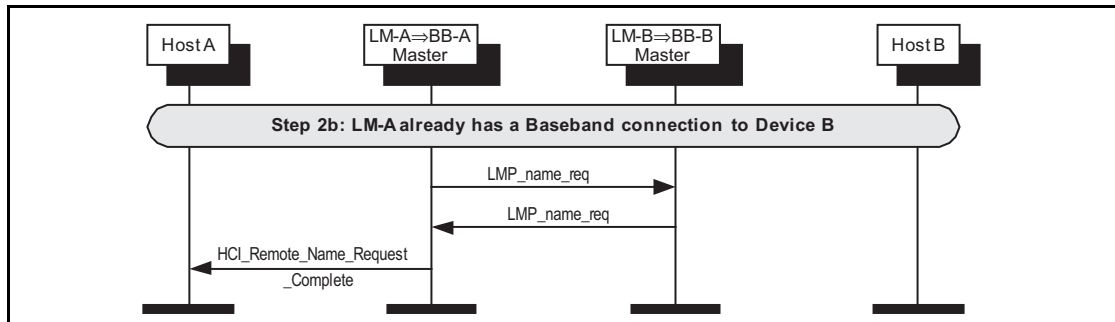 Host A
LM-A⇒BB-A
Master
LM-B⇒BB-B
Master
Host B
Step 2b: LM-A already has a Baseband connection to Device B
LMP_name_req
LMP_name_req
HCI_Remote_Name_Request
_Complete